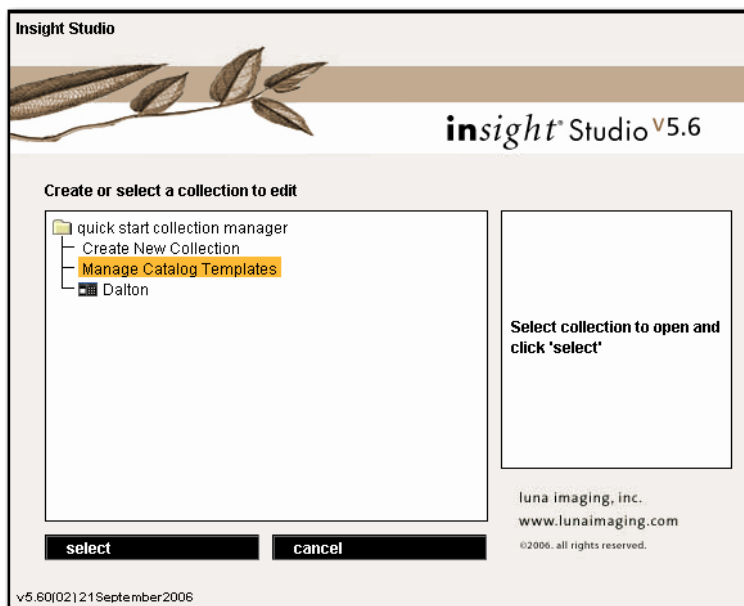 Insight Studio
insight® Studio v5.6
Create or select a collection to edit
quick start collection manager
Create New Collection
Manage Catalog Templates
Dalton
Select collection to open and
click 'select'
luna imaging, inc.
www.lunaimaging.com
©2006. all rights reserved.
select
cancel
v5.60(02) 21September2006